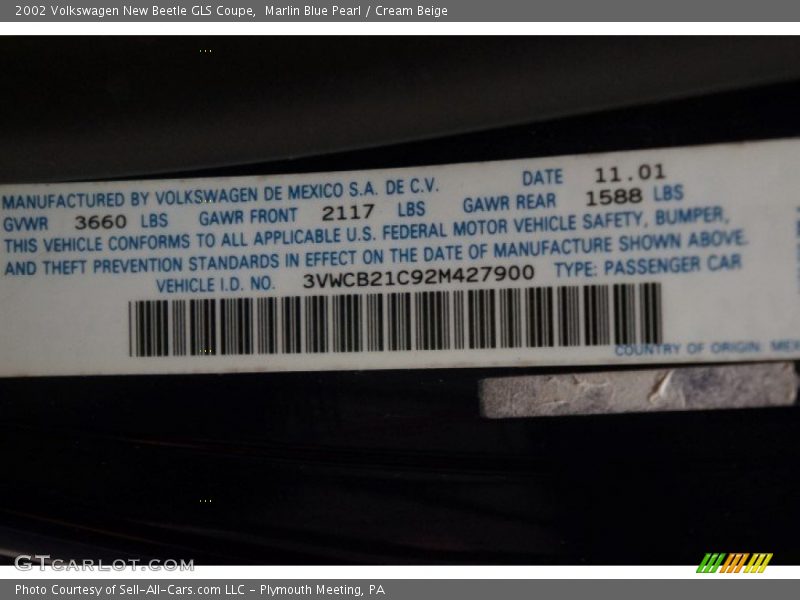 2002 Volkswagen New Beetle GLS Coupe, Marlin Blue Pearl / Cream Beige
MANUFACTURED BY VOLKSWAGEN DE MEXICO S.A. DE C.V. DATE 11.01
GVWR 3660 LBS GAWR FRONT 2117 LBS GAWR REAR 1588 LBS
THIS VEHICLE CONFORMS TO ALL APPLICABLE U.S. FEDERAL MOTOR VEHICLE SAFETY, BUMPER,
AND THEFT PREVENTION STANDARDS IN EFFECT ON THE DATE OF MANUFACTURE SHOWN ABOVE.
VEHICLE I.D. NO. 3VWCB21C92M427900 TYPE: PASSENGER CAR
COUNTRY OF ORIGIN: MEX
GTcarlot.com
Photo Courtesy of Sell-All-Cars.com LLC - Plymouth Meeting, PA